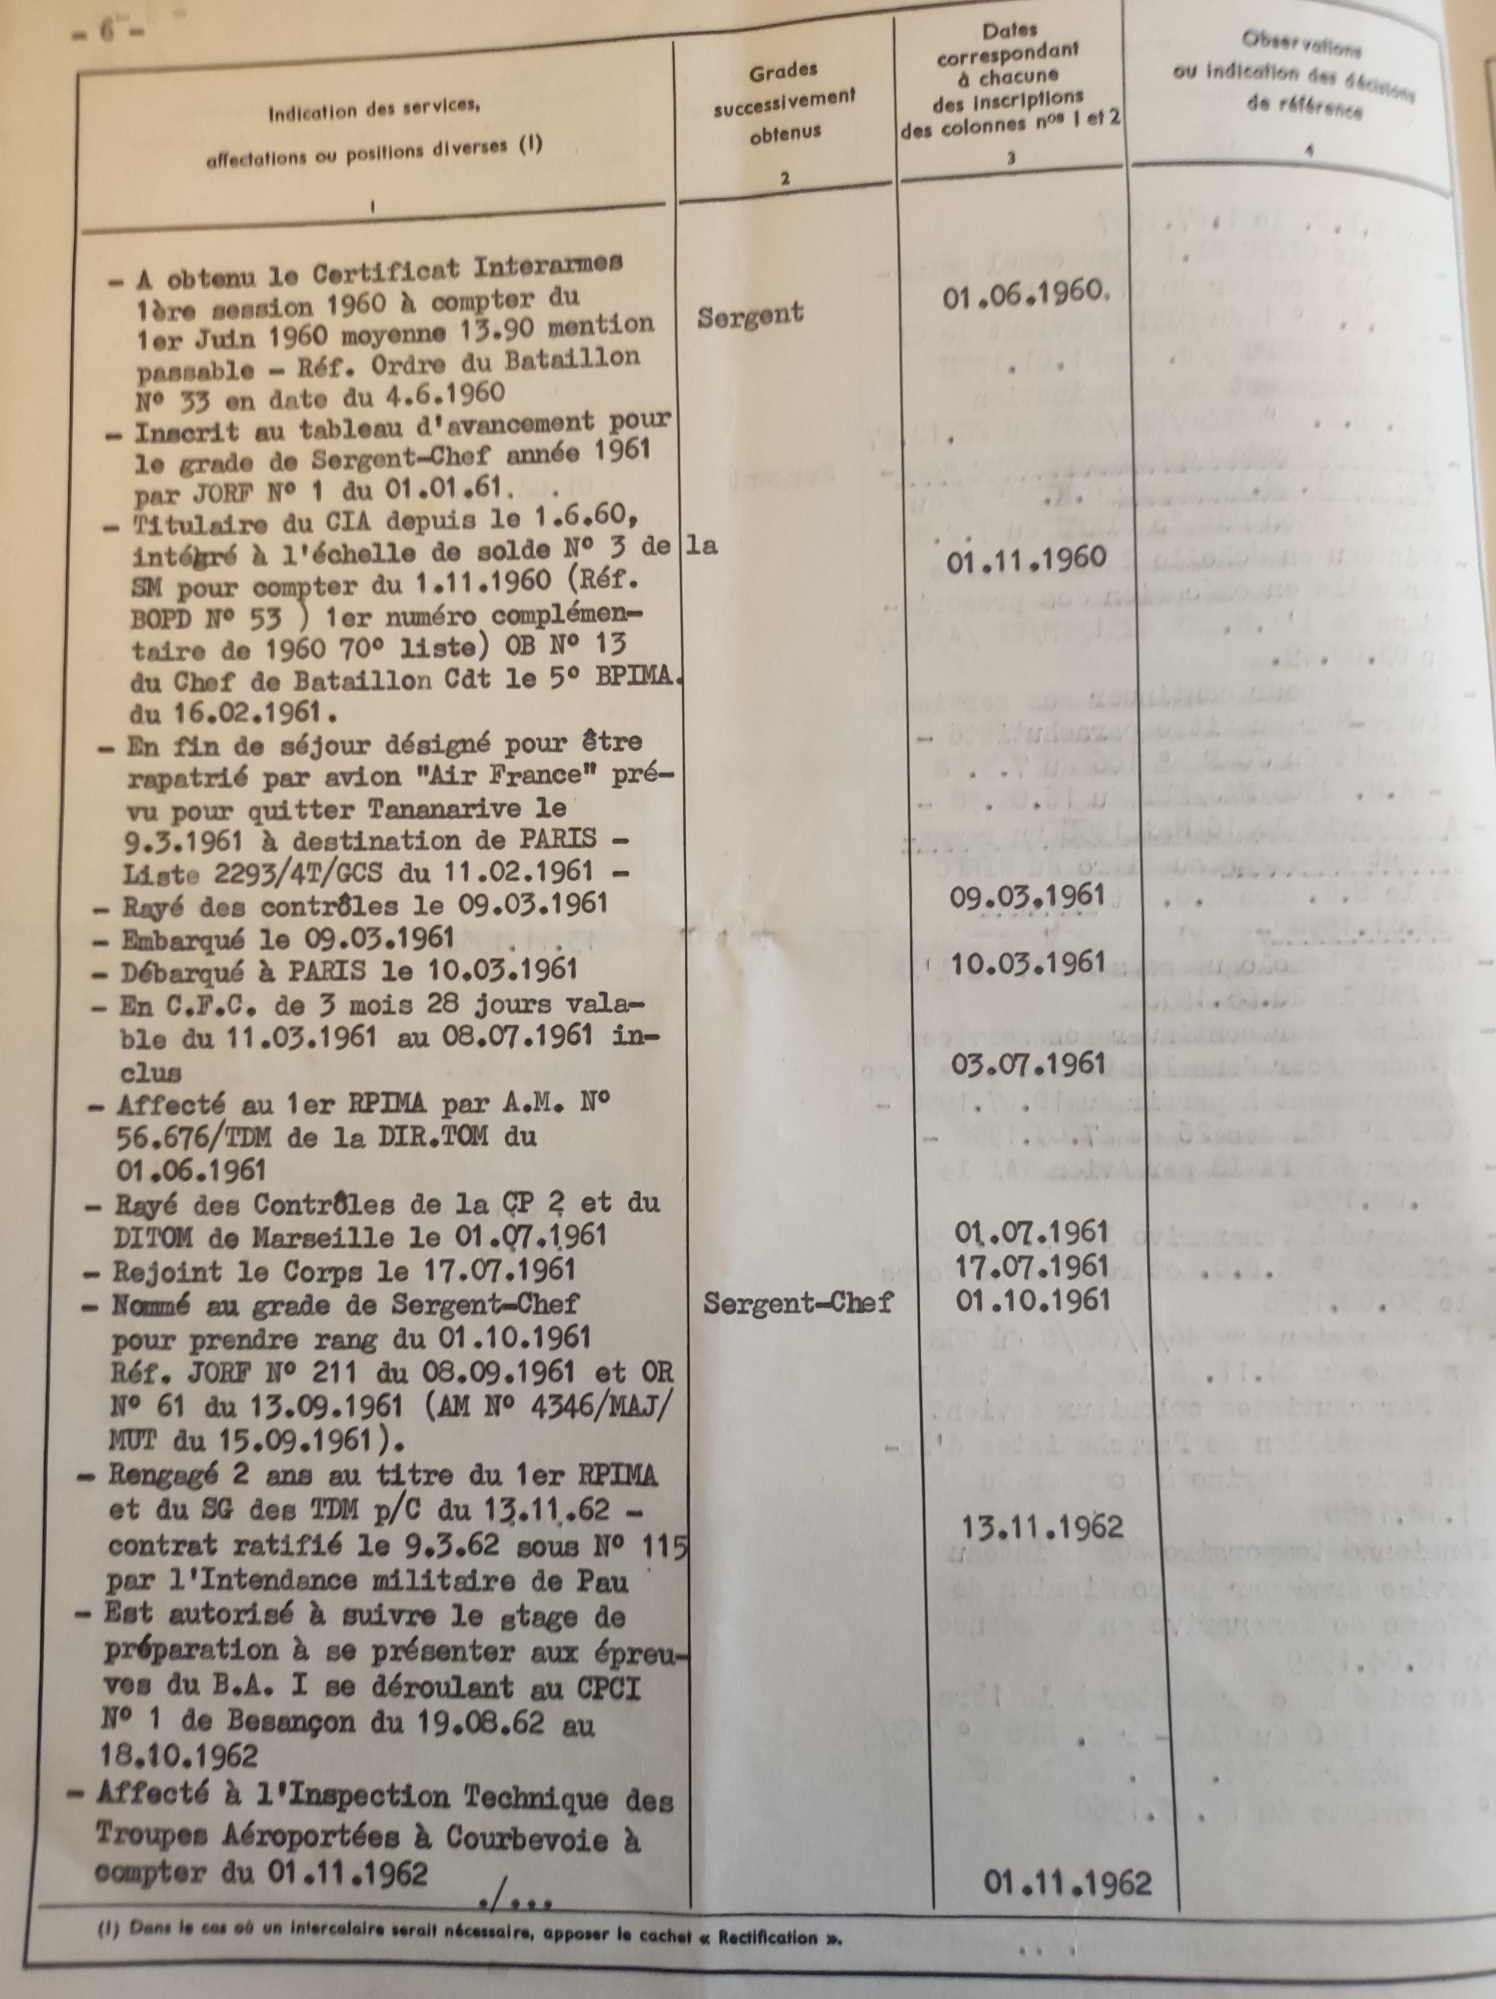 - 6 -
Indication des services,
affectations ou positions diverses (1)
1
Grades
successivement
obtenus
2
Dates
correspondant
à chacune
des inscriptions
des colonnes nos 1 et 2
3
Observations
ou indication des décisions
de référence
4
- A obtenu le Certificat Interarmes
1ère session 1960 à compter du
1er Juin 1960 moyenne 13.90 mention
passable - Réf. Ordre du Bataillon
N° 33 en date du 4.6.1960
Sergent
01.06.1960.
- Inscrit au tableau d'avancement pour
le grade de Sergent-Chef année 1961
par JORF N° 1 du 01.01.61.
- Titulaire du CIA depuis le 1.6.60,
intégré à l'échelle de solde N° 3 de la
SM pour compter du 1.11.1960 (Réf.
BOPD N° 53 ) 1er numéro complémen-
taire de 1960 70° liste) OB N° 13
du Chef de Bataillon Cdt le 5° BPIMA.
du 16.02.1961.
01.11.1960
- En fin de séjour désigné pour être
rapatrié par avion "Air France" pré-
vu pour quitter Tananarive le
9.3.1961 à destination de PARIS -
Liste 2293/4T/GCS du 11.02.1961 -
- Rayé des contrôles le 09.03.1961
09.03.1961
- Embarqué le 09.03.1961
- Débarqué à PARIS le 10.03.1961
10.03.1961
- En C.F.C. de 3 mois 28 jours vala-
ble du 11.03.1961 au 08.07.1961 in-
clus
03.07.1961
- Affecté au 1er RPIMA par A.M. N°
56.676/TDM de la DIR.TOM du
01.06.1961
- Rayé des Contrôles de la CP 2 et du
DITOM de Marseille le 01.07.1961
01.07.1961
- Rejoint le Corps le 17.07.1961
17.07.1961
- Nommé au grade de Sergent-Chef
pour prendre rang du 01.10.1961
Réf. JORF N° 211 du 08.09.1961 et OR
N° 61 du 13.09.1961 (AM N° 4346/MAJ/
MUT du 15.09.1961).
Sergent-Chef
01.10.1961
- Rengagé 2 ans au titre du 1er RPIMA
et du SG des TDM p/C du 13.11.62 -
contrat ratifié le 9.3.62 sous N° 115
par l'Intendance militaire de Pau
13.11.1962
- Est autorisé à suivre le stage de
préparation à se présenter aux épreu-
ves du B.A. I se déroulant au CPCI
N° 1 de Besançon du 19.08.62 au
18.10.1962
- Affecté à l'Inspection Technique des
Troupes Aéroportées à Courbevoie à
compter du 01.11.1962
01.11.1962
./...
(1) Dans le cas où un intercalaire serait nécessaire, apposer le cachet « Rectification ».